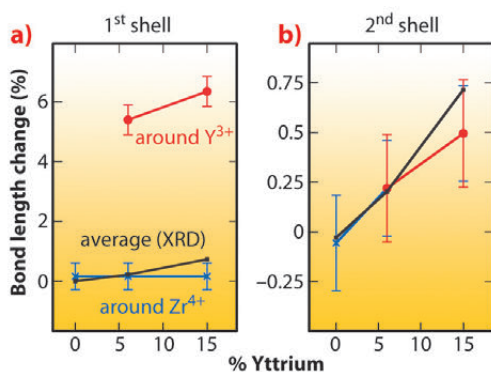 a)
1st shell
b)
2nd shell
Bond length change (%)
6
4
2
0
around Y3+
average (XRD)
around Zr4+
0
5
10
15
0.75
0.5
0.25
0
−0.25
0
5
10
15
% Yttrium